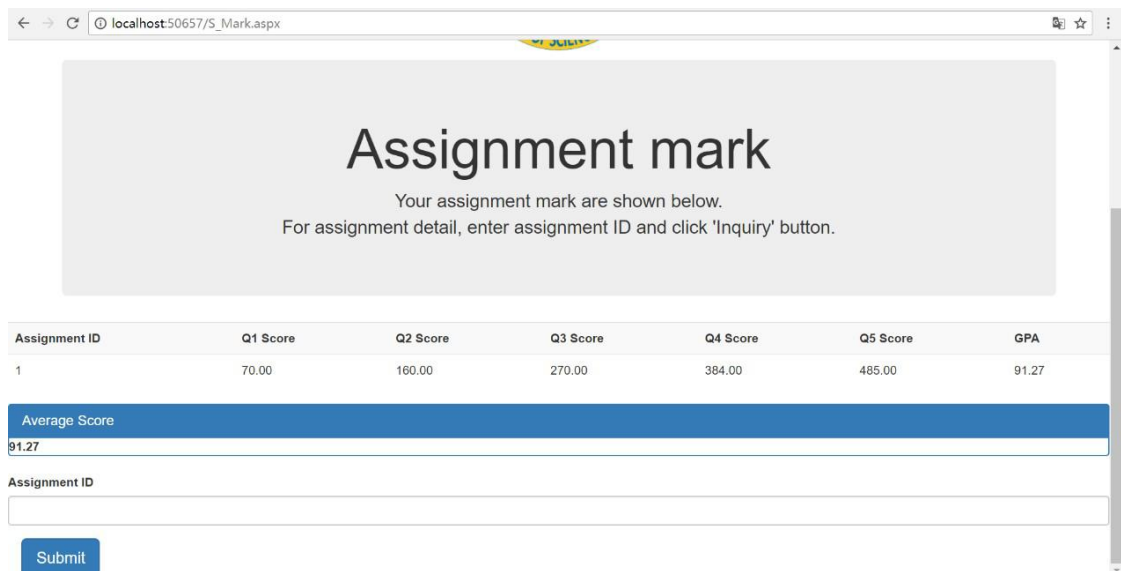 localhost:50657/S_Mark.aspx
OF SCIEN
Assignment mark
Your assignment mark are shown below.
For assignment detail, enter assignment ID and click 'Inquiry' button.
Assignment ID Q1 Score Q2 Score Q3 Score Q4 Score Q5 Score GPA
1 70.00 160.00 270.00 384.00 485.00 91.27
Average Score
91.27
Assignment ID
Submit